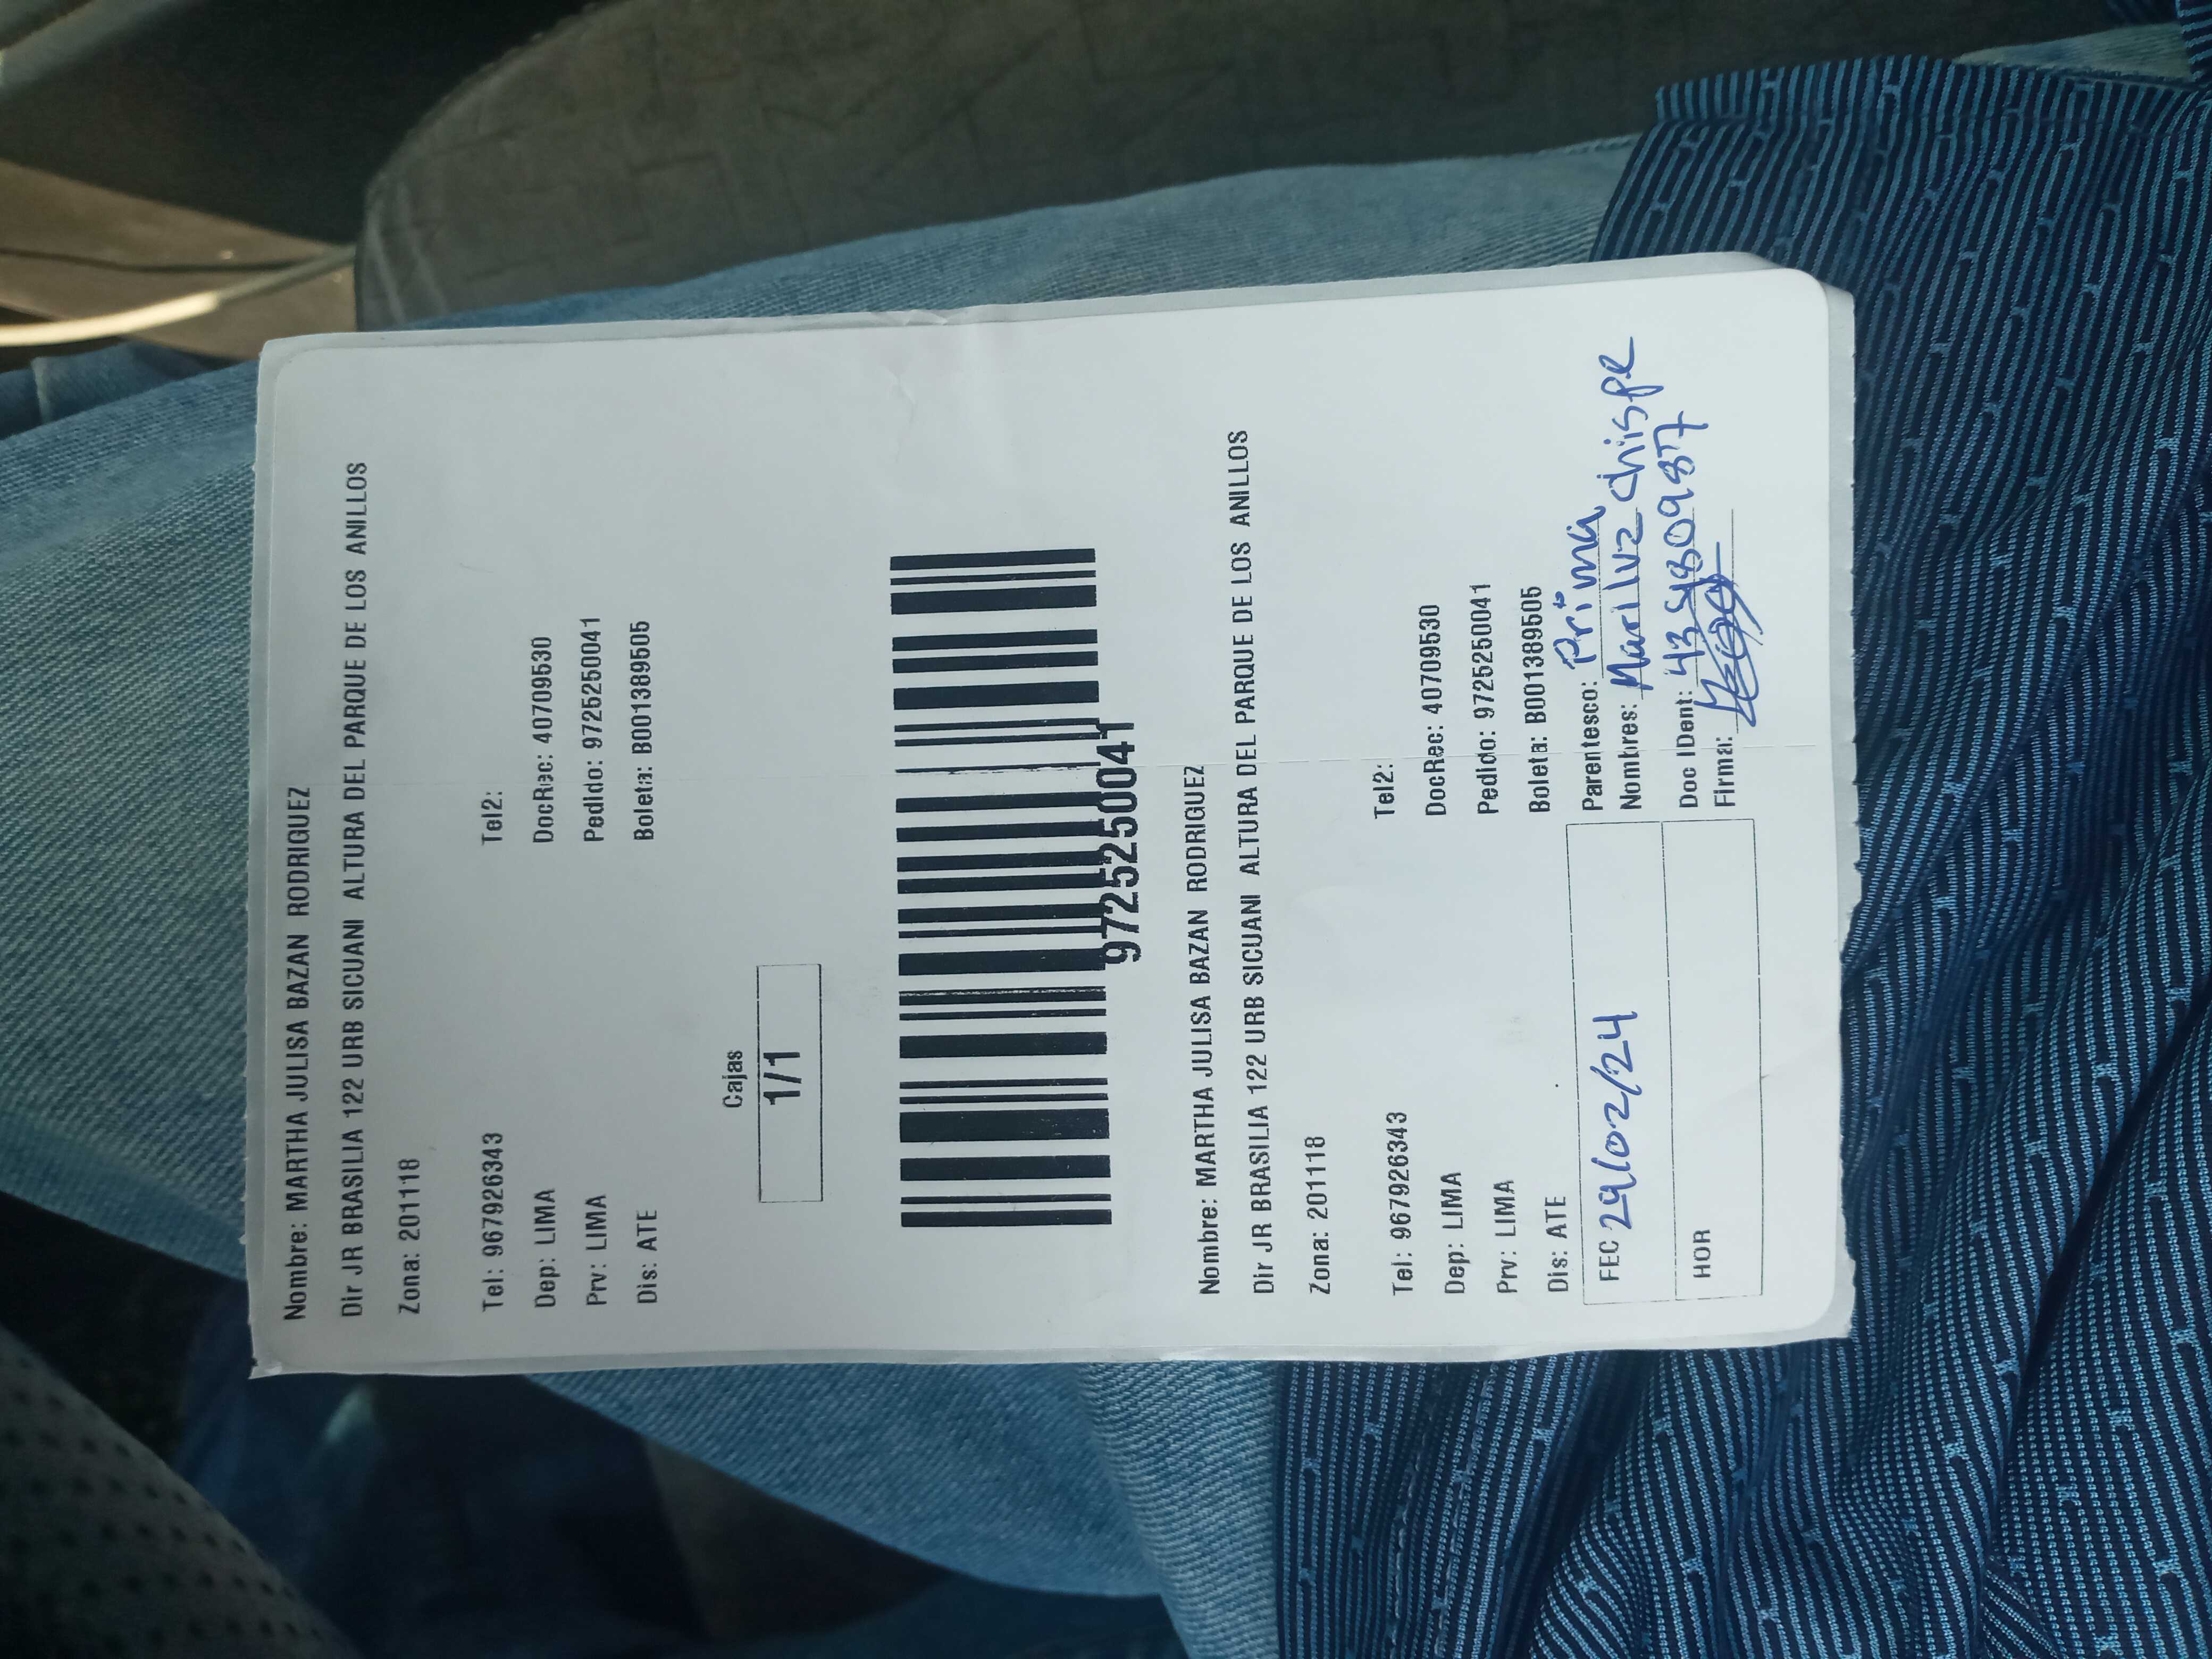 Nombre: MARTHA JULISA BAZAN RODRIGUEZ
Dir JR BRASILIA 122 URB SICUANI ALTURA DEL PARQUE DE LOS ANILLOS
Zona: 201118
Tel: 967926343 Tel2:
Dep: LIMA DocRec: 40709530
Prv: LIMA Pedido: 9725250041
Dis: ATE Boleta: B001389505
Cajas
1/1
9725250041
Nombre: MARTHA JULISA BAZAN RODRIGUEZ
Dir JR BRASILIA 122 URB SICUANI ALTURA DEL PARQUE DE LOS ANILLOS
Zona: 201118
Tel: 967926343 Tel2:
Dep: LIMA DocRec: 40709530
Prv: LIMA Pedido: 9725250041
Dis: ATE Boleta: B001389505
FEC 29/02/24 Parentesco: Prima
Nombres: Mariluz
HOR Doc IDent:
Firma: